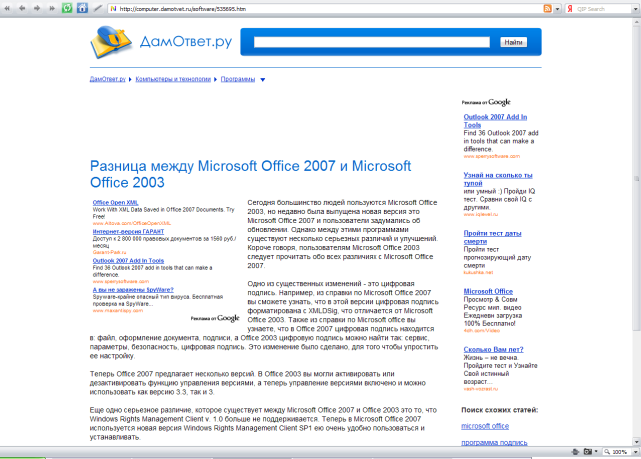 http://computer.damotvet.ru/software/535695.htm
QIP Search
ДамОтвет.ру
Найти
ДамОтвет.ру Компьютеры и технологии Программы
Разница между Microsoft Office 2007 и Microsoft
Office 2003
Office Open XML
Work With XML Data Saved in Office 2007 Documents. Try
Free!
www.Altova.com/OfficeOpenXML
Интернет-версия ГАРАНТ
Доступ к 2 800 000 правовых документов за 1560 руб./
месяц
Garant-Park.ru
Outlook 2007 Add In Tools
Find 36 Outlook 2007 add in tools that can make a
difference.
www.sperrysoftware.com
А вы не заражены SpyWare?
Spyware-крайне опасный тип вируса. Бесплатная
проверка на SpyWare...
Реклама от Google
Сегодня большинство людей пользуются Microsoft Office
2003, но недавно была выпущена новая версия это
Microsoft Office 2007 и пользователи задумались об
обновлении. Однако между этими программами
существуют несколько серьезных различий и улучшений.
Короче говоря, пользователям Microsoft Office 2003
следует прочитать обо всех различиях с Microsoft Office
2007.
Одно из существенных изменений - это цифровая
подпись. Например, из справки по Microsoft Office 2007
вы сможете узнать, что в этой версии цифровая подпись
форматирована с XMLDSig, что отличается от Microsoft
Office 2003. Также из справки по Microsoft office вы
узнаете, что в Office 2007 цифровая подпись находится
в: файл, оформление документа, подписи, а Office 2003 цифровую подпись можно найти так: сервис,
параметры, безопасность, цифровая подпись. Это изменение было сделано, для того чтобы упростить
ее настройку.
Теперь Office 2007 предлагает несколько версий. В Office 2003 вы могли активировать или
дезактивировать функцию управления версиями, а теперь управление версиями включено и можно
использовать как версию 3.3, так и 3.
Еще одно серьезное различие, которое существует между Microsoft Office 2007 и Office 2003 это то, что
Windows Rights Management Client v. 1.0 больше не поддерживается. Теперь в Microsoft Office 2007
используется новая версия Windows Rights Management Client SP1 ею очень удобно пользоваться и
устанавливать.
Реклама от Google
Outlook 2007 Add In
Tools
Find 36 Outlook 2007 add
in tools that can make a
difference.
www.sperrysoftware.com
Узнай на сколько ты
тупой
или умный :) Пройди IQ
тест. Сравни свой IQ с
другими.
www.iqlevel.ru
Пройти тест даты
смерти
Пройти тест
прогнозирующий дату
смерти
kukushka.net
Microsoft Office
Просмотр & Совм
Ресурс мил. видео
Ежедневн загрузка
100% Бесплатно!
Сколько Вам лет?
Жизнь – не вечна.
Пройдите тест и Узнайте
Свой истинный
возраст...
Поиск схожих статей:
microsoft office
программа подпись
100%